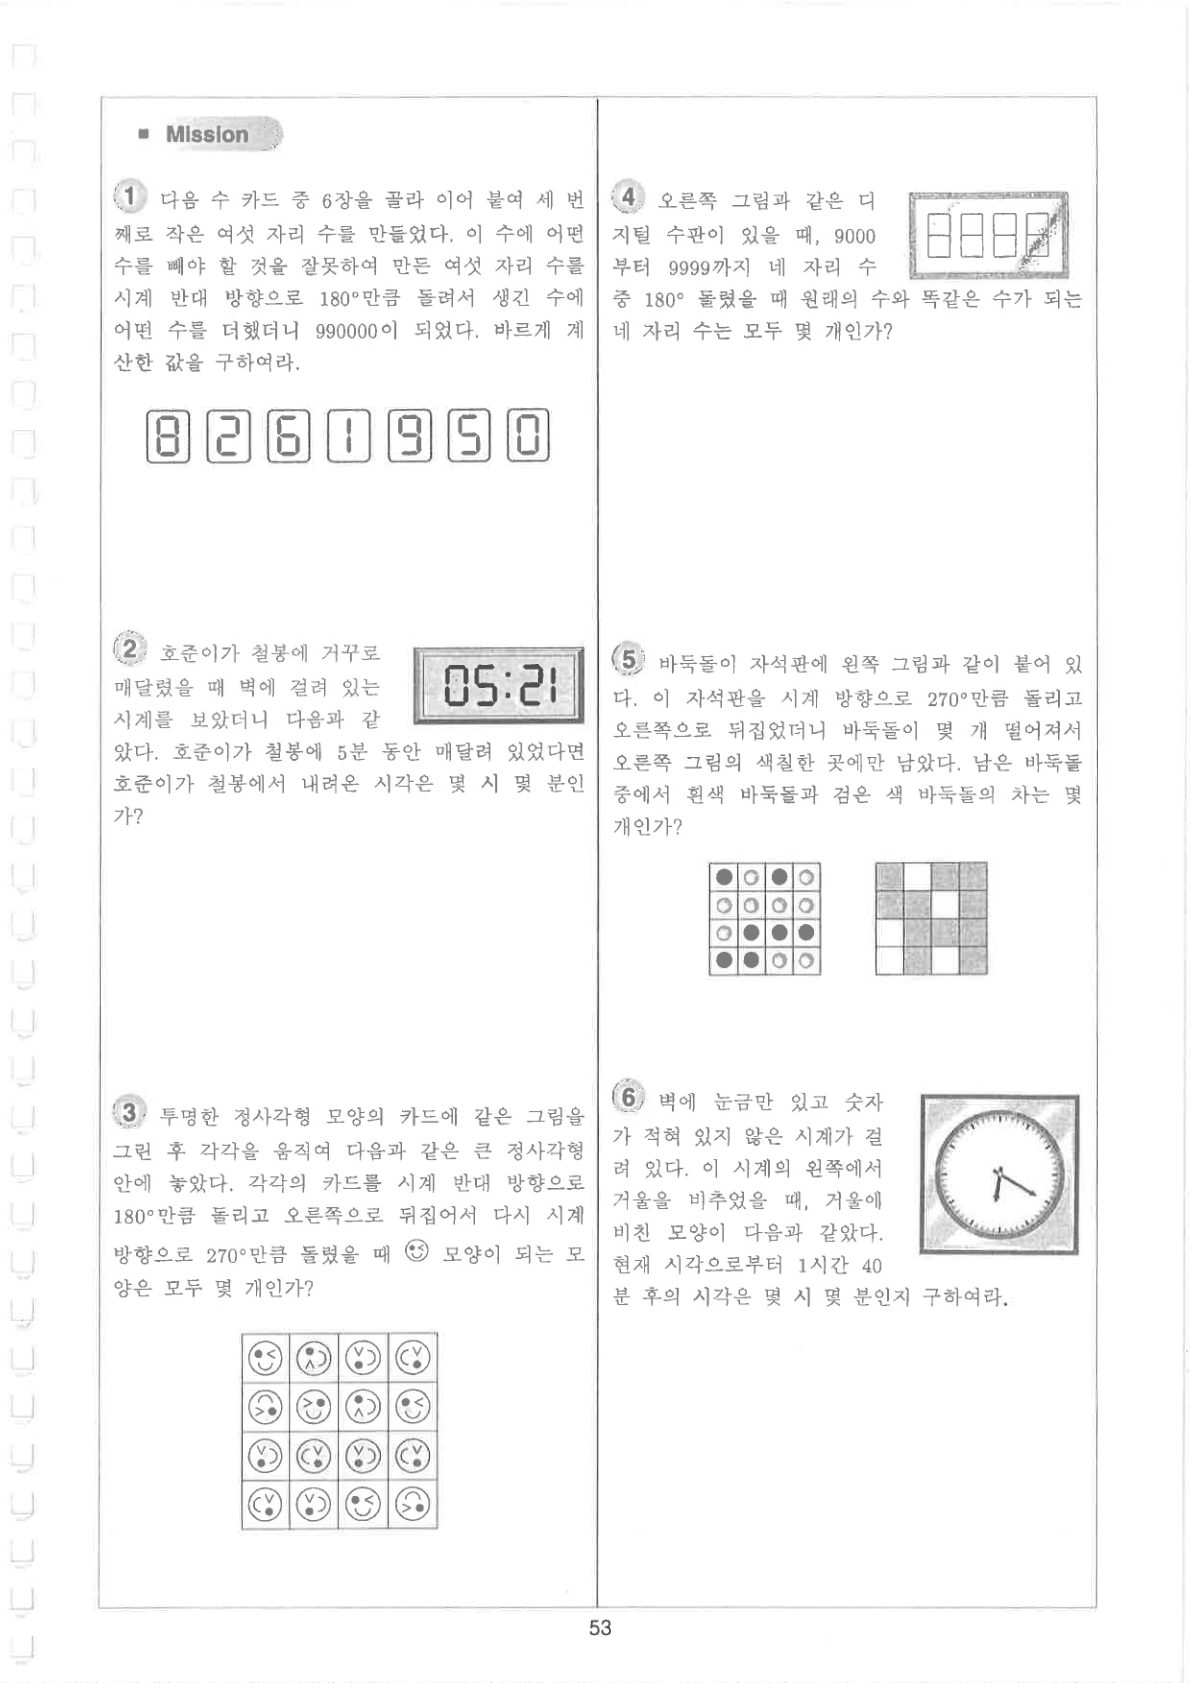 Mission
1 다음 수 카드 중 6장을 골라 이어 붙여 세 번
째로 작은 여섯 자리 수를 만들었다. 이 수에 어떤
수를 빼야 할 것을 잘못하여 만든 여섯 자리 수를
시계 반대 방향으로 180°만큼 돌려서 생긴 수에
어떤 수를 더했더니 990000이 되었다. 바르게 계
산한 값을 구하여라.
8 2 6 1 9 5 0
2 호준이가 철봉에 거꾸로
매달렸을 때 벽에 걸려 있는
시계를 보았더니 다음과 같
았다. 호준이가 철봉에 5분 동안 매달려 있었다면
호준이가 철봉에서 내려온 시각은 몇 시 몇 분인
가?
05:21
3 투명한 정사각형 모양의 카드에 같은 그림을
그린 후 각각을 움직여 다음과 같은 큰 정사각형
안에 놓았다. 각각의 카드를 시계 반대 방향으로
180°만큼 돌리고 오른쪽으로 뒤집어서 다시 시계
방향으로 270°만큼 돌렸을 때 모양이 되는 모
양은 모두 몇 개인가?
4 오른쪽 그림과 같은 디
지털 수판이 있을 때, 9000
부터 9999까지 네 자리 수
중 180° 돌렸을 때 원래의 수와 똑같은 수가 되는
네 자리 수는 모두 몇 개인가?
5 바둑돌이 자석판에 왼쪽 그림과 같이 붙어 있
다. 이 자석판을 시계 방향으로 270°만큼 돌리고
오른쪽으로 뒤집었더니 바둑돌이 몇 개 떨어져서
오른쪽 그림의 색칠한 곳에만 남았다. 남은 바둑돌
중에서 흰색 바둑돌과 검은 색 바둑돌의 차는 몇
개인가?
6 벽에 눈금만 있고 숫자
가 적혀 있지 않은 시계가 걸
려 있다. 이 시계의 왼쪽에서
거울을 비추었을 때, 거울에
비친 모양이 다음과 같았다.
현재 시각으로부터 1시간 40
분 후의 시각은 몇 시 몇 분인지 구하여라.
53